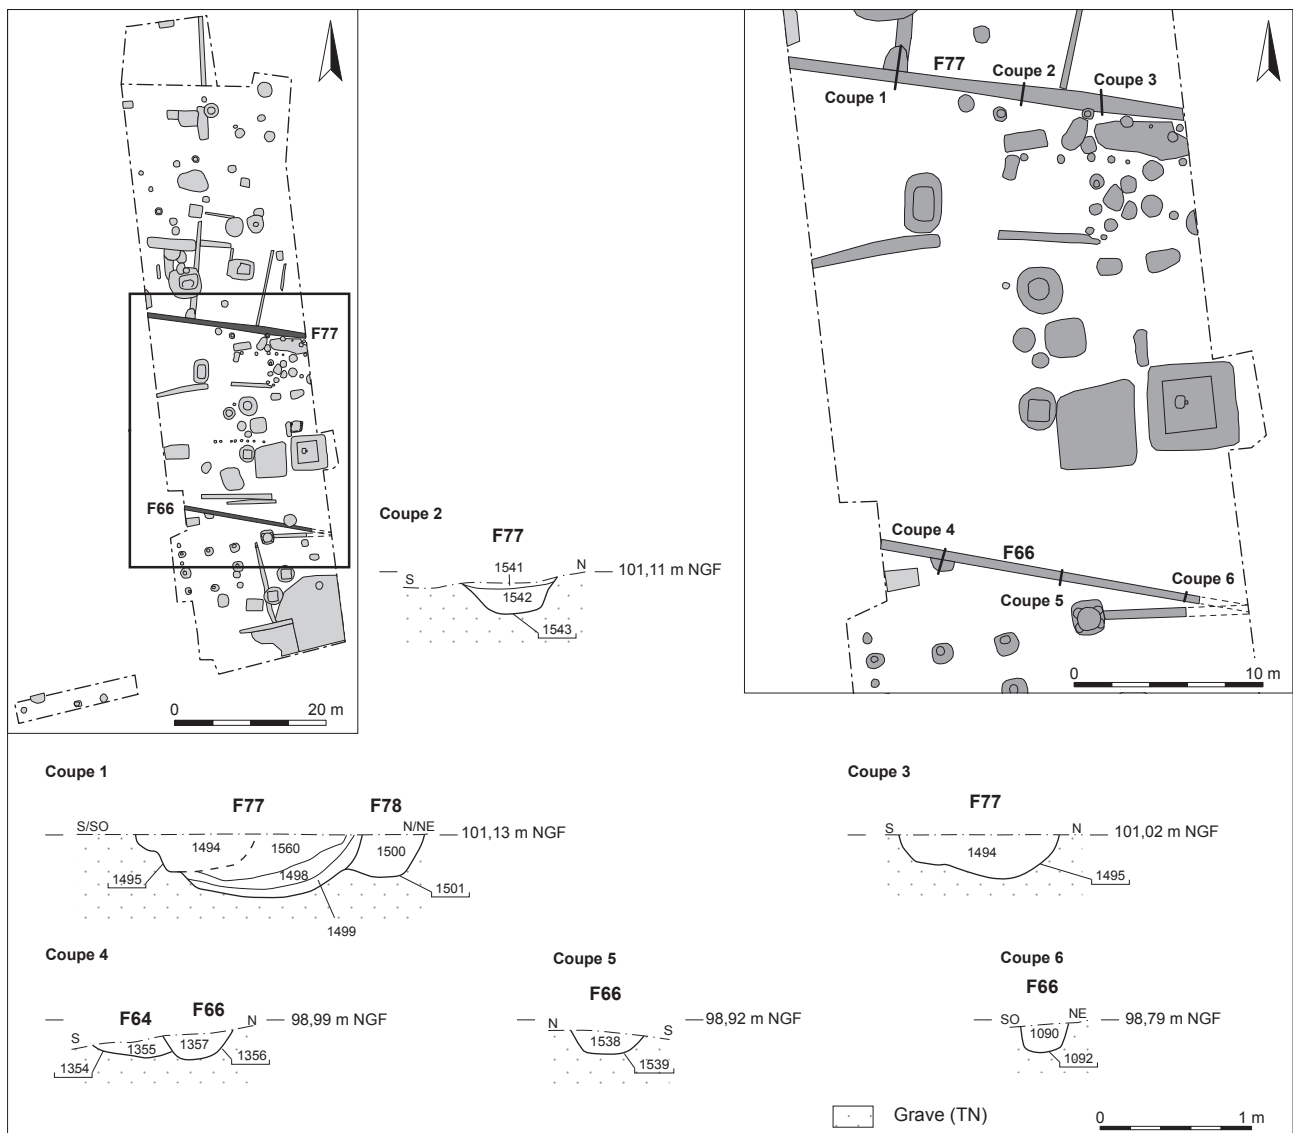 F77
F66
0 20 m
F77
Coupe 1
Coupe 2
Coupe 3
Coupe 4
F66
Coupe 5
Coupe 6
0 10 m
Coupe 2
F77
S
1541
N
101,11 m NGF
1542
1543
Coupe 1
F77
F78
S/SO
N/NE
101,13 m NGF
1494
1560
1500
1498
1495
1501
1499
Coupe 3
F77
S
N
101,02 m NGF
1494
1495
Coupe 4
F64
F66
S
N
98,99 m NGF
1355
1357
1356
1354
Coupe 5
F66
N
S
98,92 m NGF
1538
1539
Coupe 6
F66
SO
NE
98,79 m NGF
1090
1092
Grave (TN)
0 1 m